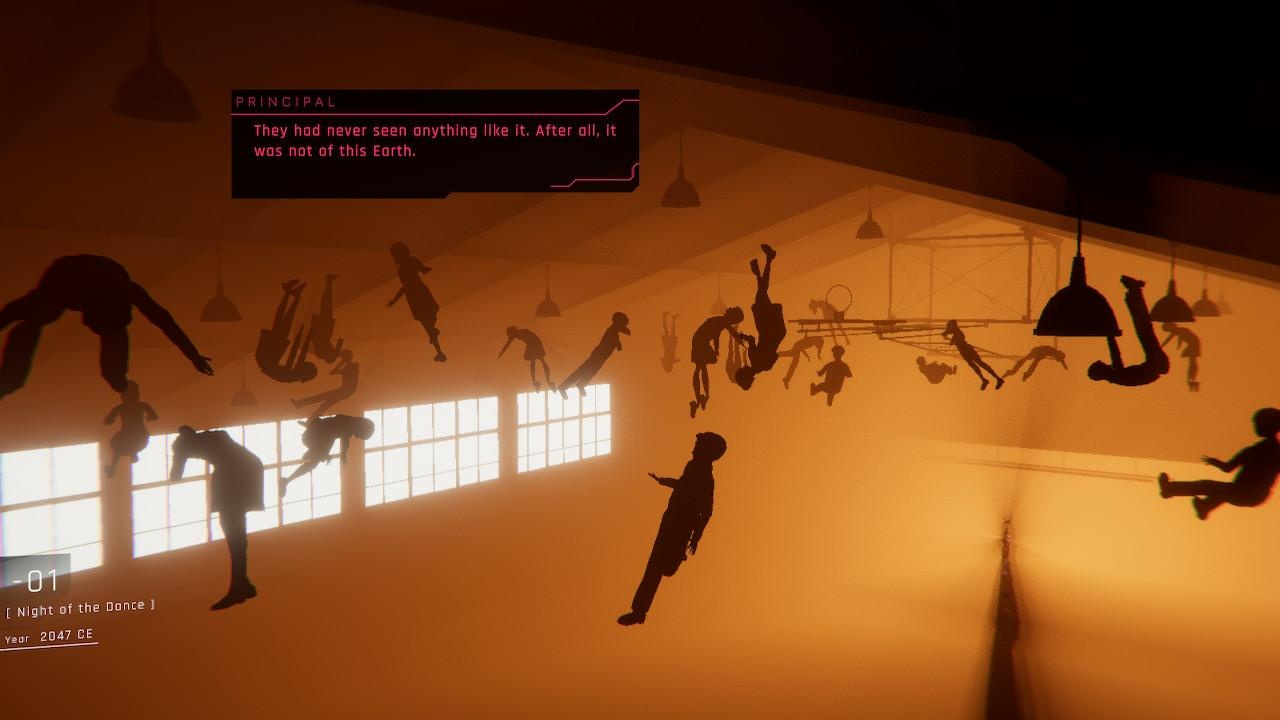 PRINCIPAL
They had never seen anything like it. After all, it
was not of this Earth.
-01
[ Night of the Dance ]
Year 2047 CE